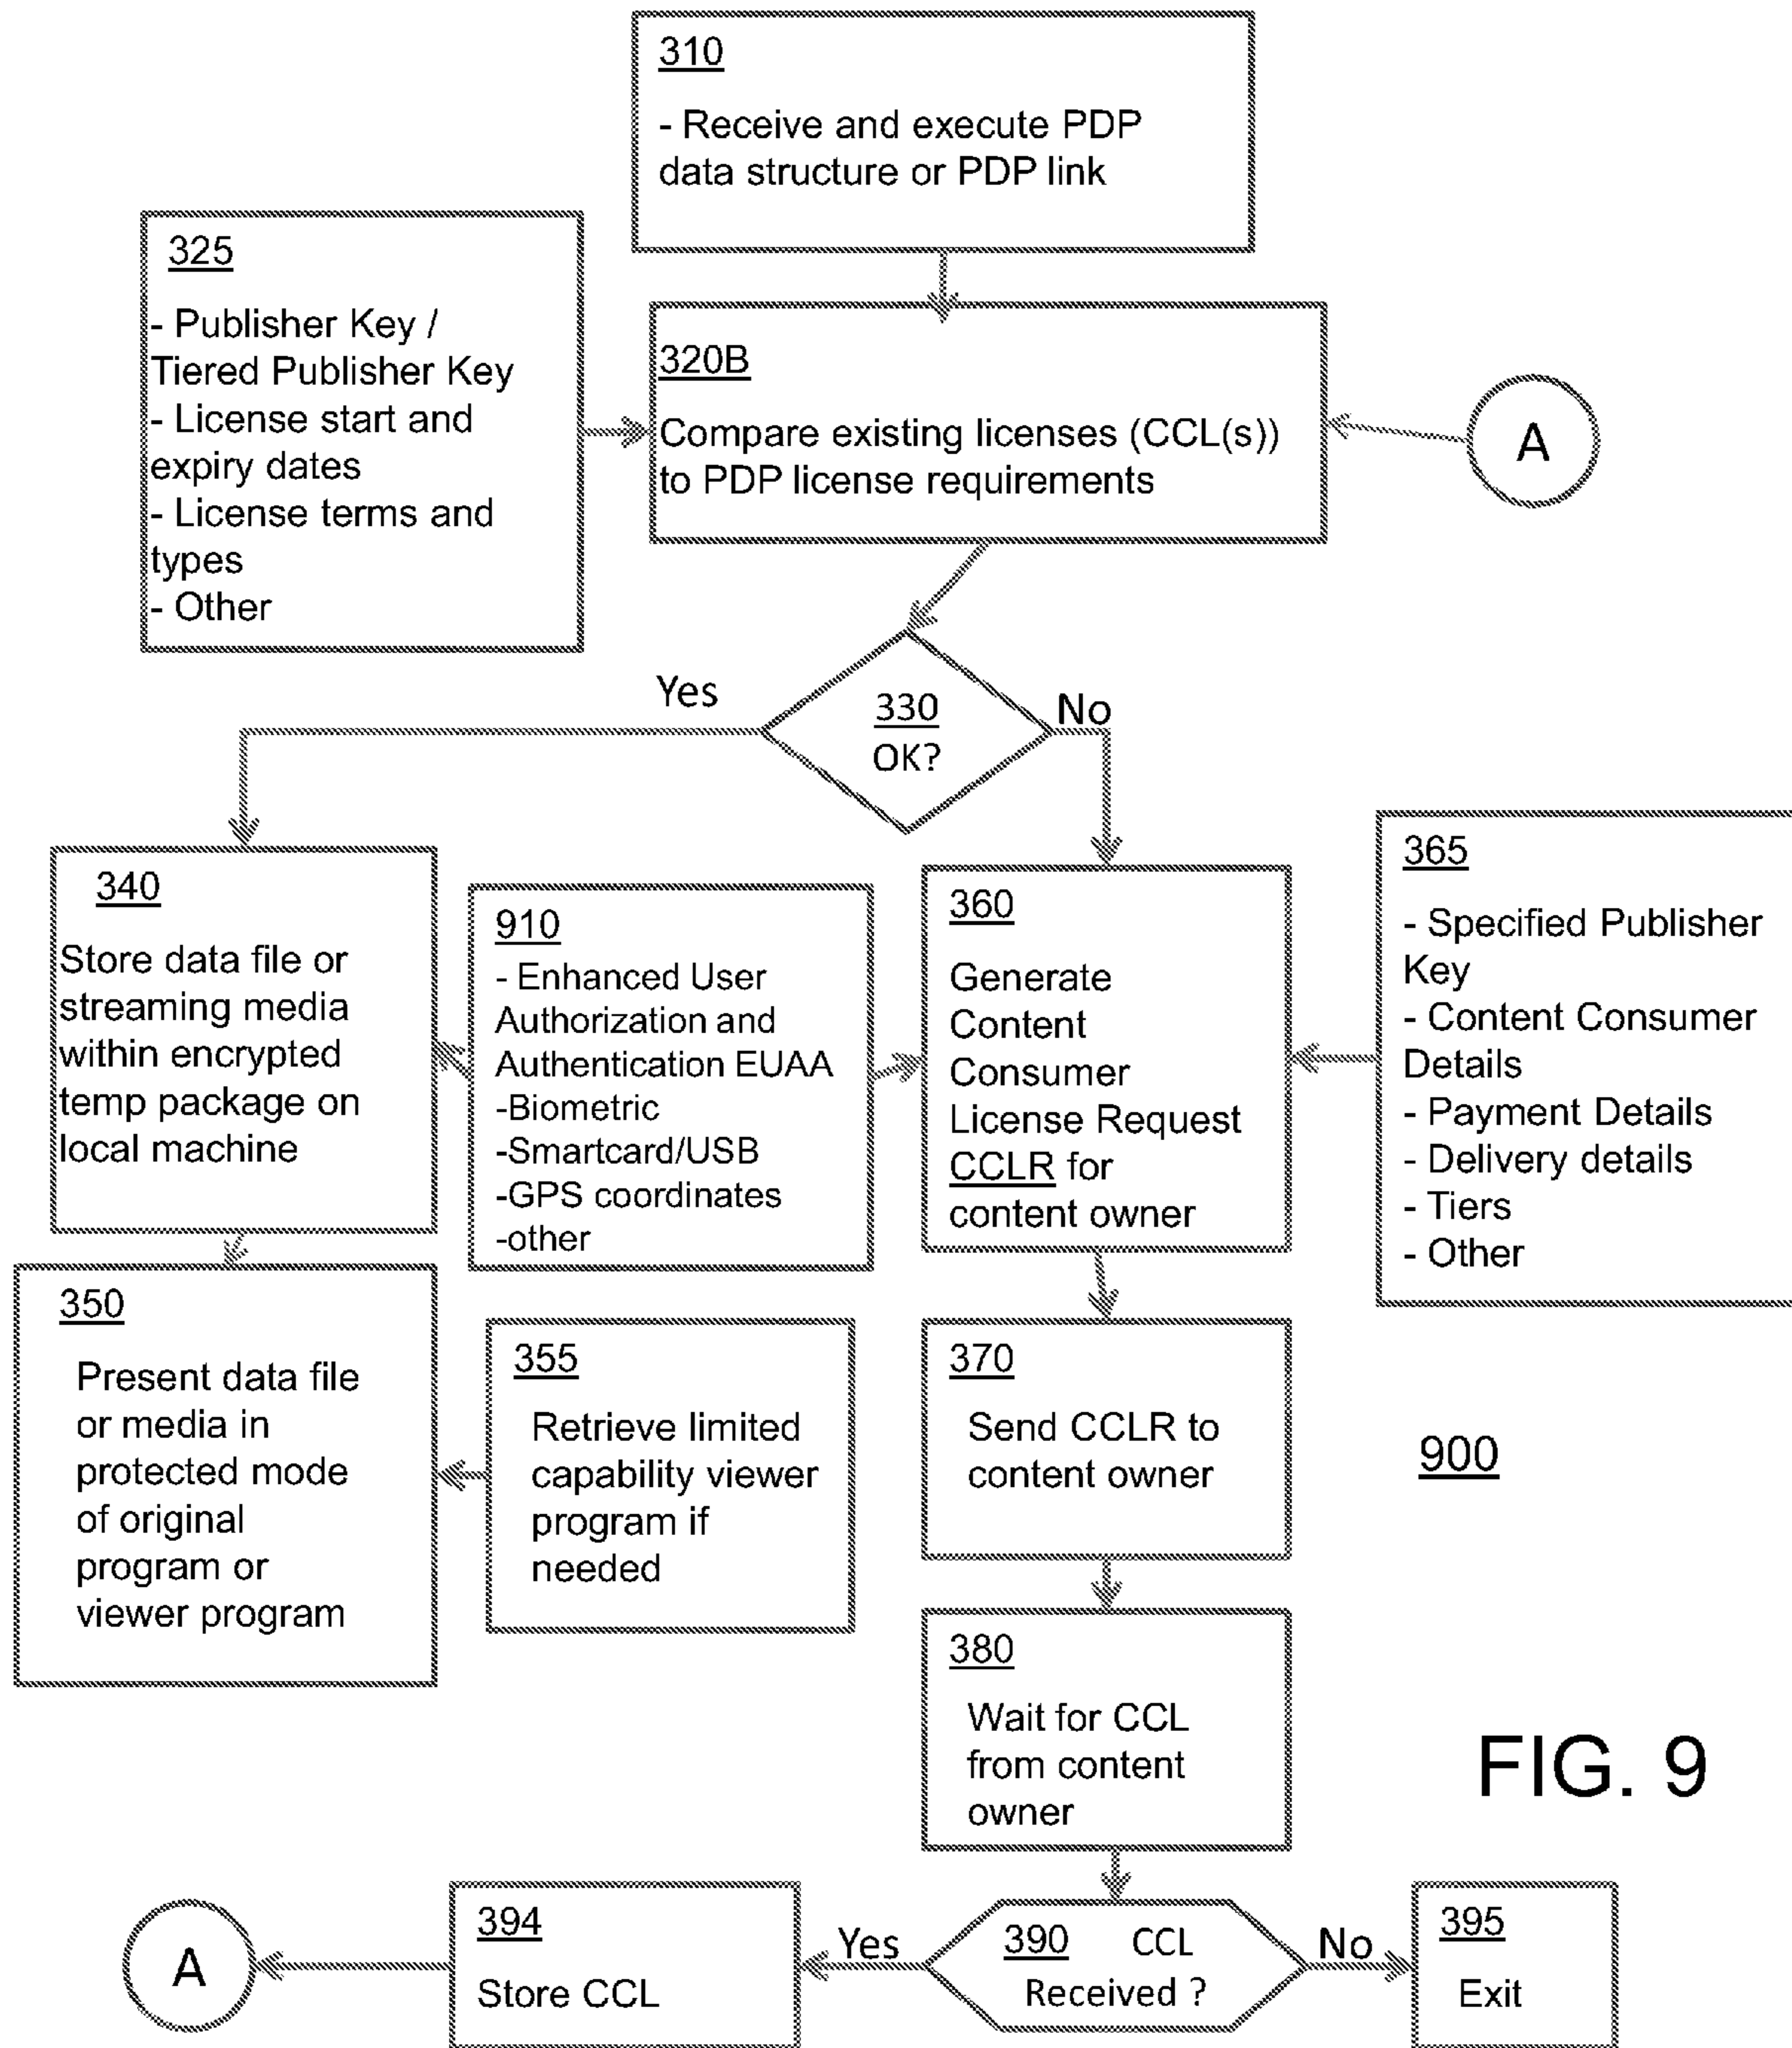 310
- Receive and execute PDP
data structure or PDP link
325
- Publisher Key /
Tiered Publisher Key
- License start and
expiry dates
- License terms and
types
- Other
320B
Compare existing licenses (CCL(s))
to PDP license requirements
A
Yes
330
OK?
No
340
Store data file or
streaming media
within encrypted
temp package on
local machine
910
- Enhanced User
Authorization and
Authentication EUAA
-Biometric
-Smartcard/USB
-GPS coordinates
-other
360
Generate
Content
Consumer
License Request
CCLR for
content owner
365
- Specified Publisher
Key
- Content Consumer
Details
- Payment Details
- Delivery details
- Tiers
- Other
350
Present data file
or media in
protected mode
of original
program or
viewer program
355
Retrieve limited
capability viewer
program if
needed
370
Send CCLR to
content owner
900
380
Wait for CCL
from content
owner
FIG. 9
A
394
Store CCL
Yes
390 CCL
Received ?
No
395
Exit